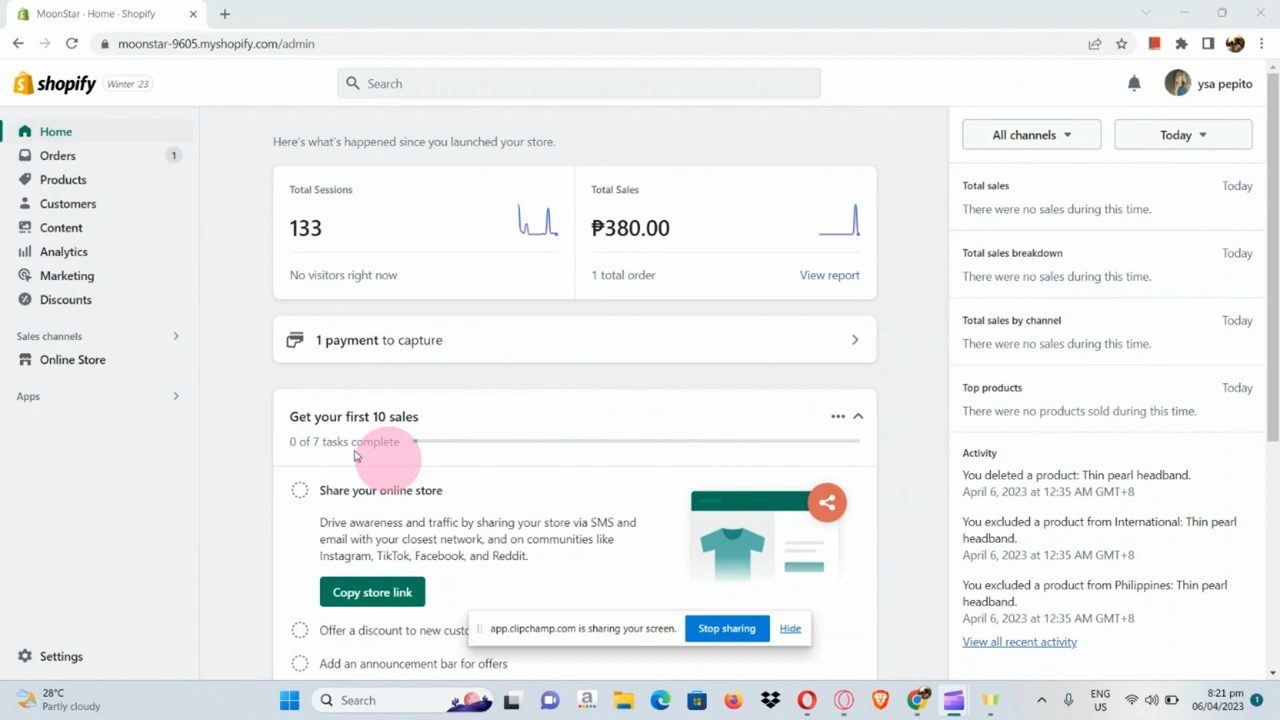 MoonStar - Home - Shopify
moonstar-9605.myshopify.com/admin
shopify
Winter '23
Search
ysa pepito
Home
Orders
1
Products
Customers
Content
Analytics
Marketing
Discounts
Sales channels
Online Store
Apps
Settings
Here's what's happened since you launched your store.
Total Sessions
133
No visitors right now
Total Sales
₱380.00
1 total order
View report
1 payment to capture
Get your first 10 sales
0 of 7 tasks complete
Share your online store
Drive awareness and traffic by sharing your store via SMS and
email with your closest network, and on communities like
Instagram, TikTok, Facebook, and Reddit.
Copy store link
Offer a discount to new
Add an announcement bar for offers
app.clipchamp.com is sharing your screen.
Stop sharing
Hide
All channels
Today
Total sales
Today
There were no sales during this time.
Total sales breakdown
Today
There were no sales during this time.
Total sales by channel
Today
There were no sales during this time.
Top products
Today
There were no products sold during this time.
Activity
You deleted a product: Thin pearl headband.
April 6, 2023 at 12:35 AM GMT+8
You excluded a product from International: Thin pearl
headband.
April 6, 2023 at 12:35 AM GMT+8
You excluded a product from Philippines: Thin pearl
headband.
April 6, 2023 at 12:35 AM GMT+8
View all recent activity
28°C
Partly cloudy
Search
ENG
US
8:21 pm
06/04/2023
1